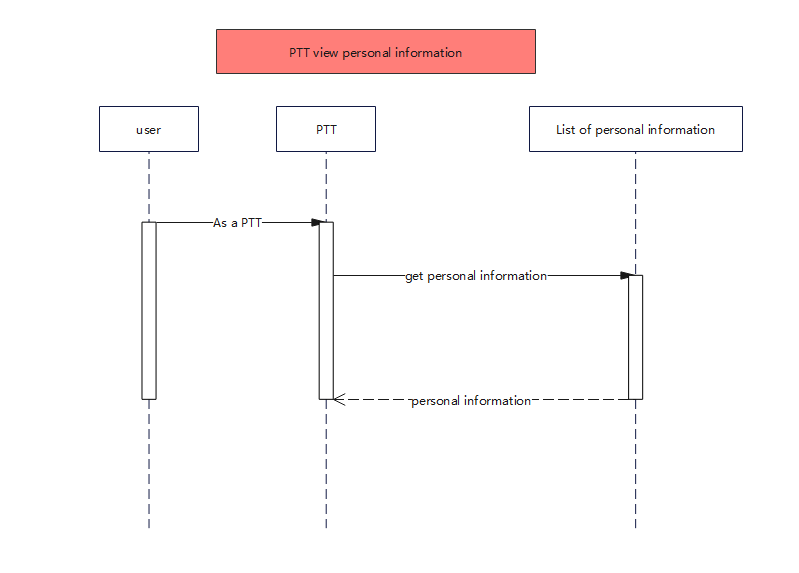 PTT view personal information
user
PTT
List of personal information
As a PTT
get personal information
personal information